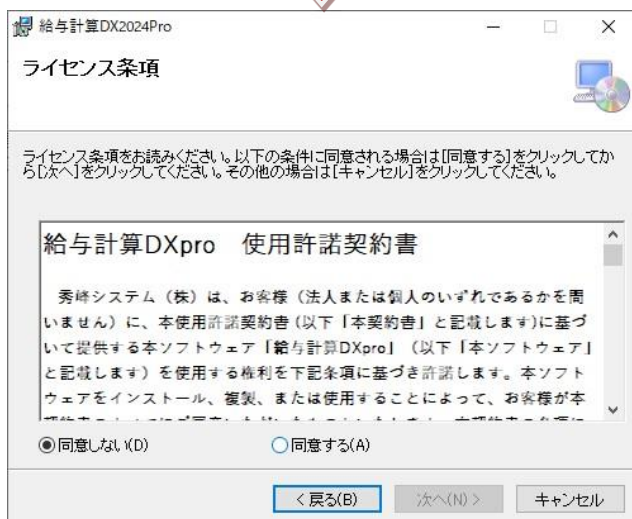 給与計算DX2024Pro
ライセンス条項
ライセンス条項をお読みください。以下の条件に同意される場合は[同意する]をクリックしてか
ら[次へ]をクリックしてください。その他の場合は[キャンセル]をクリックしてください。
給与計算DXpro 使用許諾契約書
秀峰システム（株）は、お客様（法人または個人のいずれであるかを問
いません）に、本使用許諾契約書(以下「本契約書」と記載します)に基づ
いて提供する本ソフトウェア「給与計算DXpro」（以下「本ソフトウェア」
と記載します）を使用する権利を下記条項に基づき許諾します。本ソフト
ウェアをインストール、複製、または使用することによって、お客様が本
同意しない(D)
同意する(A)
< 戻る(B)
次へ(N) >
キャンセル